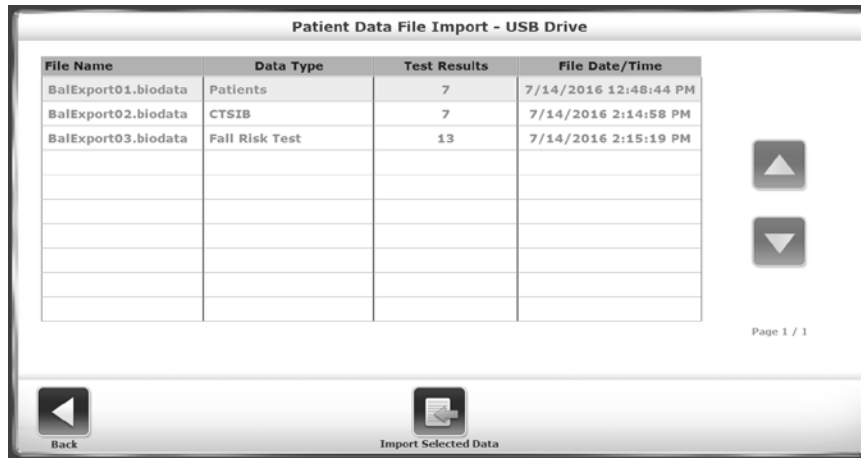 Patient Data File Import - USB Drive
File Name Data Type Test Results File Date/Time
BalExport01.biodata Patients 7 7/14/2016 12:48:44 PM
BalExport02.biodata CTSIB 7 7/14/2016 2:14:58 PM
BalExport03.biodata Fall Risk Test 13 7/14/2016 2:15:19 PM
Page 1 / 1
Back Import Selected Data